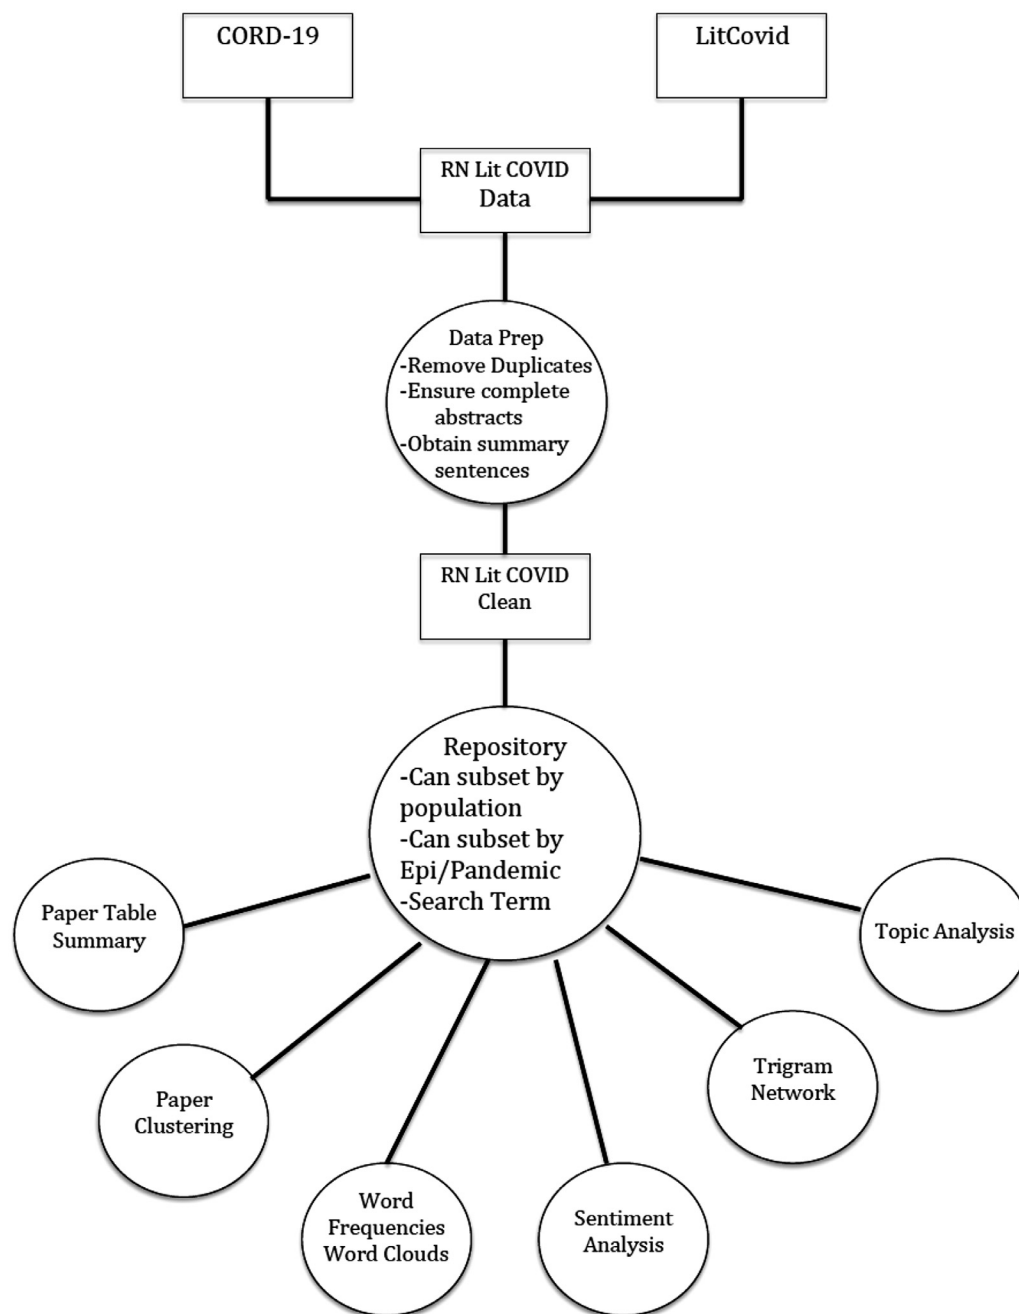 CORD-19
LitCovid
RN Lit COVID
Data
Data Prep
-Remove Duplicates
-Ensure complete
abstracts
-Obtain summary
sentences
RN Lit COVID
Clean
Repository
-Can subset by
population
-Can subset by
Epi/Pandemic
-Search Term
Paper Table
Summary
Topic Analysis
Paper
Clustering
Trigram
Network
Word
Frequencies
Word Clouds
Sentiment
Analysis